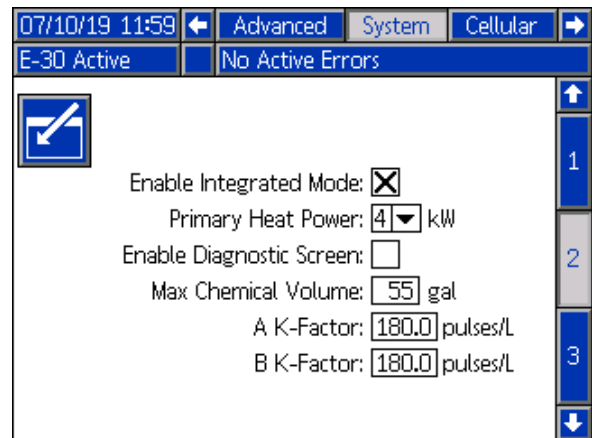 07/10/19 11:59 Advanced System Cellular
E-30 Active No Active Errors
1
Enable Integrated Mode:
Primary Heat Power: 4 kW
Enable Diagnostic Screen:
2
Max Chemical Volume: 55 gal
A K-Factor: 180.0 pulses/L
B K-Factor: 180.0 pulses/L
3